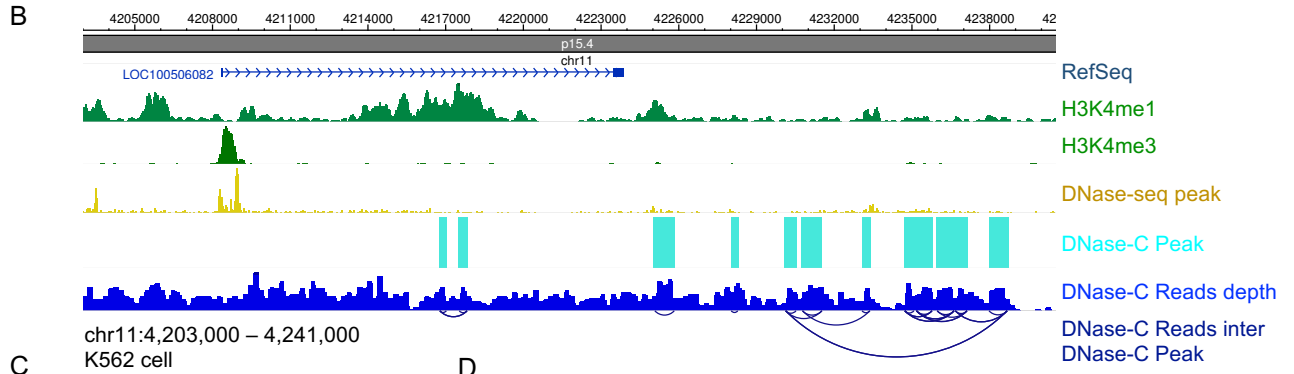 B
4205000 4208000 4211000 4214000 4217000 4220000 4223000 4226000 4229000 4232000 4235000 4238000 42
p15.4
chr11
LOC100506082
RefSeq
H3K4me1
H3K4me3
DNase-seq peak
DNase-C Peak
DNase-C Reads depth
chr11:4,203,000 – 4,241,000
DNase-C Reads inter
K562 cell
DNase-C Peak
C
D